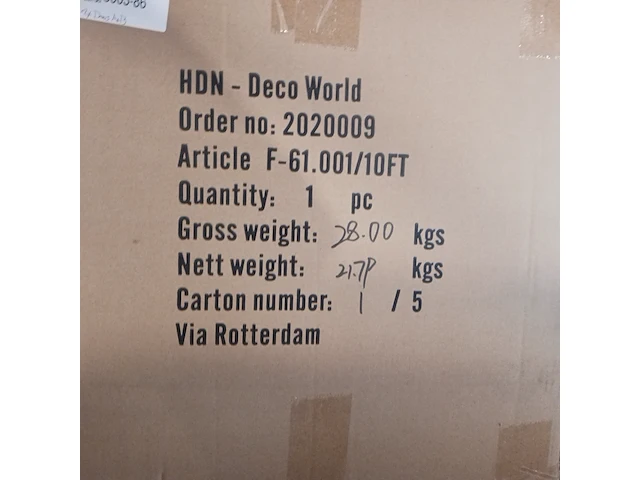 HDN - Deco World
Order no: 2020009
Article F-61.001/10FT
Quantity: 1 pc
Gross weight: 28.00 kgs
Nett weight: kgs
Carton number: 1 / 5
Via Rotterdam